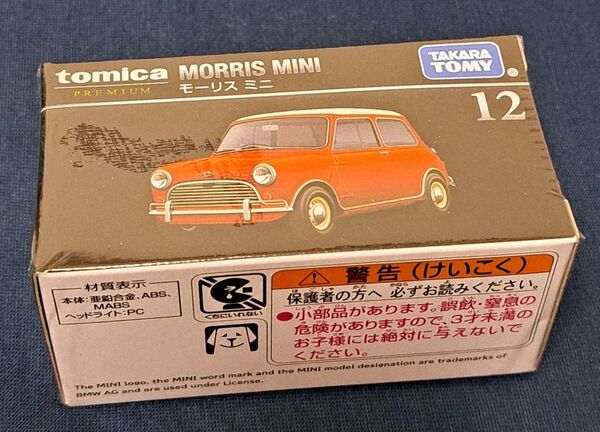 tomica
PREMIUM
MORRIS MINI
モーリス ミニ
TAKARA
TOMY
12
材質表示
本体:亜鉛合金、ABS、
MABS
ヘッドライト:PC
くちにいれない
警告(けいこく)
保護者の方へ 必ずお読みください。
●小部品があります。誤飲・窒息の
危険がありますので、3才未満の
お子様には絶対に与えないで
ください。
The MINI logo, the MINI word mark and the MINI model designation are trademarks of
BMW AG and are used under License.